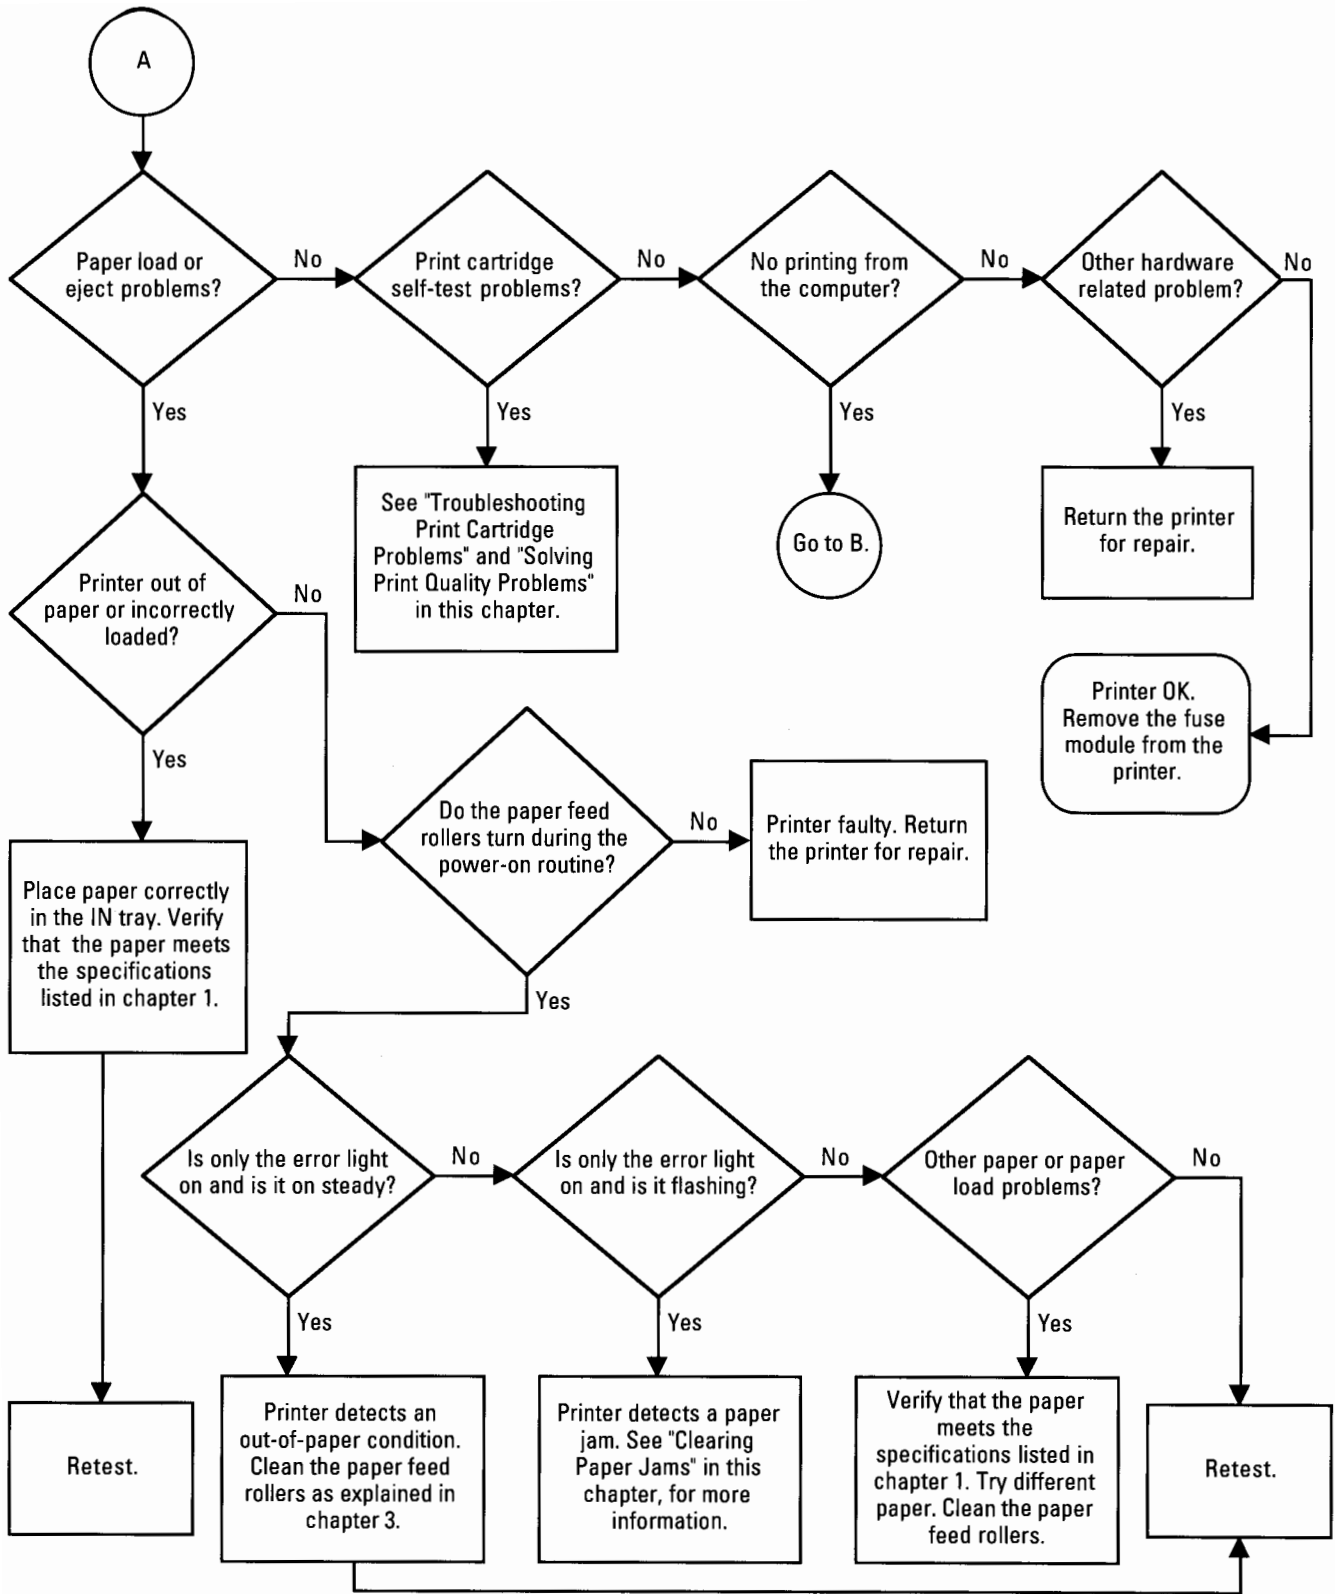 A
Paper load or
eject problems?
No
Print cartridge
self-test problems?
No
No printing from
the computer?
No
Other hardware
related problem?
No
Yes
Yes
Yes
Yes
See "Troubleshooting
Print Cartridge
Problems" and "Solving
Print Quality Problems"
in this chapter.
Go to B.
Return the printer
for repair.
Printer out of
paper or incorrectly
loaded?
No
Printer OK.
Remove the fuse
module from the
printer.
Yes
Do the paper feed
rollers turn during the
power-on routine?
No
Printer faulty. Return
the printer for repair.
Place paper correctly
in the IN tray. Verify
that the paper meets
the specifications
listed in chapter 1.
Yes
Is only the error light
on and is it on steady?
No
Is only the error light
on and is it flashing?
No
Other paper or paper
load problems?
No
Yes
Yes
Yes
Retest.
Printer detects an
out-of-paper condition.
Clean the paper feed
rollers as explained in
chapter 3.
Printer detects a paper
jam. See "Clearing
Paper Jams" in this
chapter, for more
information.
Verify that the paper
meets the
specifications listed in
chapter 1. Try different
paper. Clean the paper
feed rollers.
Retest.